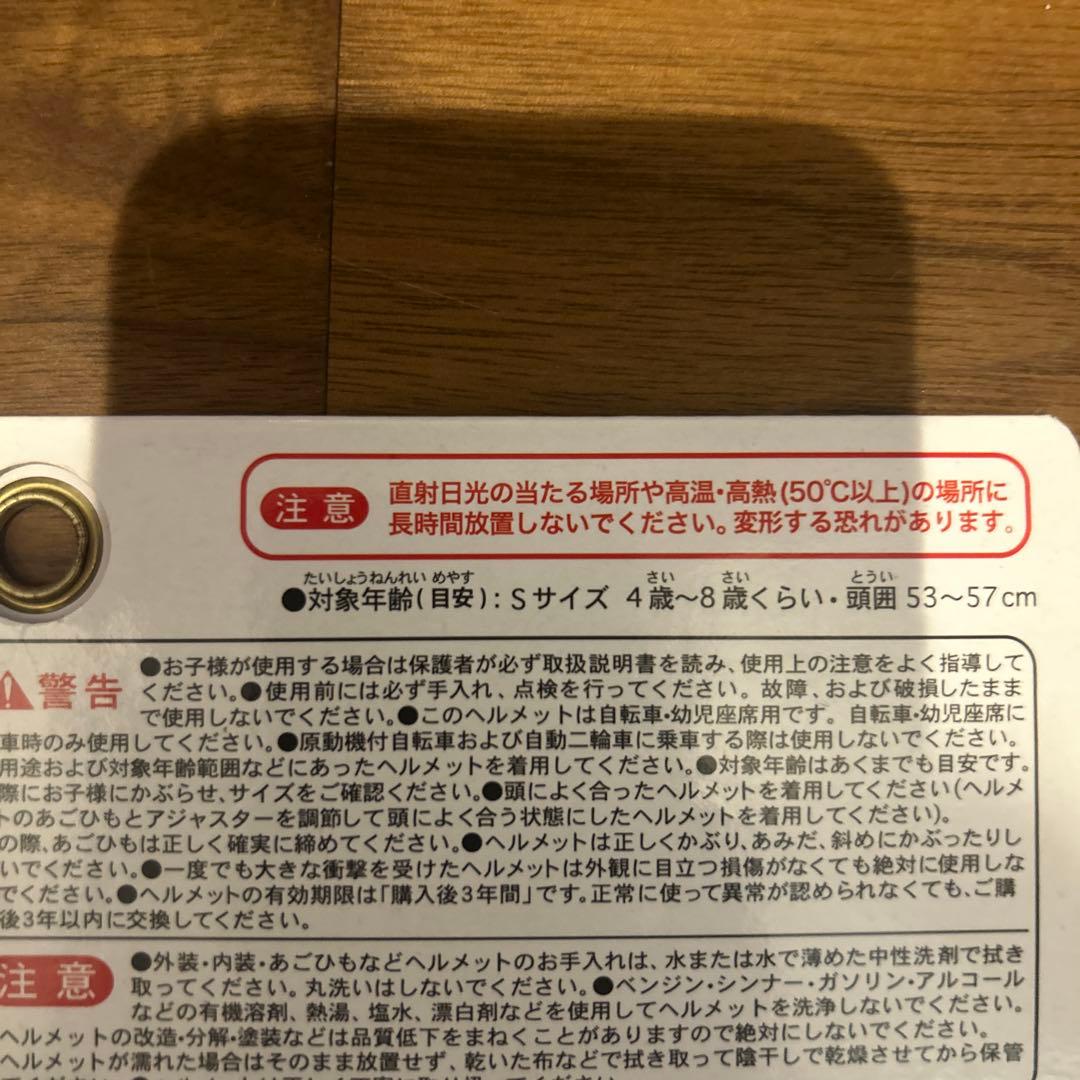 注意
直射日光の当たる場所や高温・高熱(50℃以上)の場所に
長時間放置しないでください。変形する恐れがあります。
たいしょうねんれい めやす さい さい とうい
●対象年齢(目安): Sサイズ 4歳〜8歳くらい・頭囲 53〜57cm
警告
●お子様が使用する場合は保護者が必ず取扱説明書を読み、使用上の注意をよく指導して
ください。●使用前には必ず手入れ、点検を行ってください。故障、および破損したまま
で使用しないでください。●このヘルメットは自転車・幼児座席用です。自転車・幼児座席に
車時のみ使用してください。●原動機付自転車および自動二輪車に乗車する際は使用しないでください。
用途および対象年齢範囲などにあったヘルメットを着用してください。●対象年齢はあくまでも目安です。
際にお子様にかぶらせ、サイズをご確認ください。●頭によく合ったヘルメットを着用してください(ヘルメ
トのあごひもとアジャスターを調節して頭によく合う状態にしたヘルメットを着用してください)。
の際、あごひもは正しく確実に締めてください。●ヘルメットは正しくかぶり、あみだ、斜めにかぶったりし
いでください。●一度でも大きな衝撃を受けたヘルメットは外観に目立つ損傷がなくても絶対に使用しな
でください。●ヘルメットの有効期限は「購入後3年間」です。正常に使って異常が認められなくても、ご購
後3年以内に交換してください。
注意
●外装・内装・あごひもなどヘルメットのお手入れは、水または水で薄めた中性洗剤で拭き
取ってください。丸洗いはしないでください。●ベンジン・シンナー・ガソリン・アルコール
などの有機溶剤、熱湯、塩水、漂白剤などを使用してヘルメットを洗浄しないでください。
ヘルメットの改造・分解・塗装などは品質低下をまねくことがありますので絶対にしないでください。
ヘルメットが濡れた場合はそのまま放置せず、乾いた布などで拭き取って陰干しで乾燥させてから保管